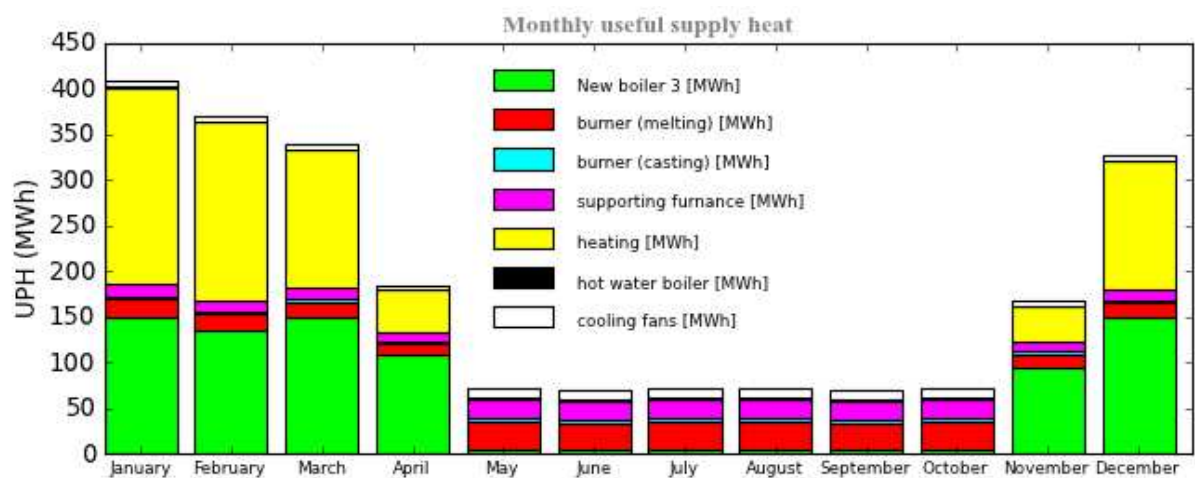 Monthly useful supply heat
UPH (MWh)
450
400
350
300
250
200
150
100
50
0
New boiler 3 [MWh]
burner (melting) [MWh]
burner (casting) [MWh]
supporting furnance [MWh]
heating [MWh]
hot water boiler [MWh]
cooling fans [MWh]
January February March April May June July August September October November December